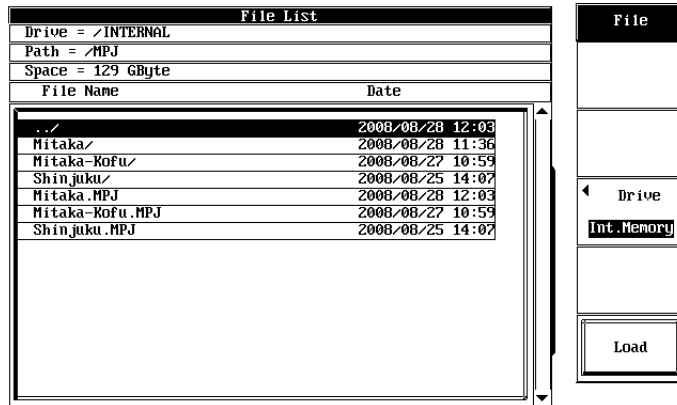 File List
Drive = /INTERNAL
Path = /MPJ
Space = 129 GByte
File Name Date
../ 2008/08/28 12:03
Mitaka/ 2008/08/28 11:36
Mitaka-Kofu/ 2008/08/27 10:59
Shinjuku/ 2008/08/25 14:07
Mitaka.MPJ 2008/08/28 12:03
Mitaka-Kofu.MPJ 2008/08/27 10:59
Shinjuku.MPJ 2008/08/25 14:07
File
Drive
Int.Memory
Load